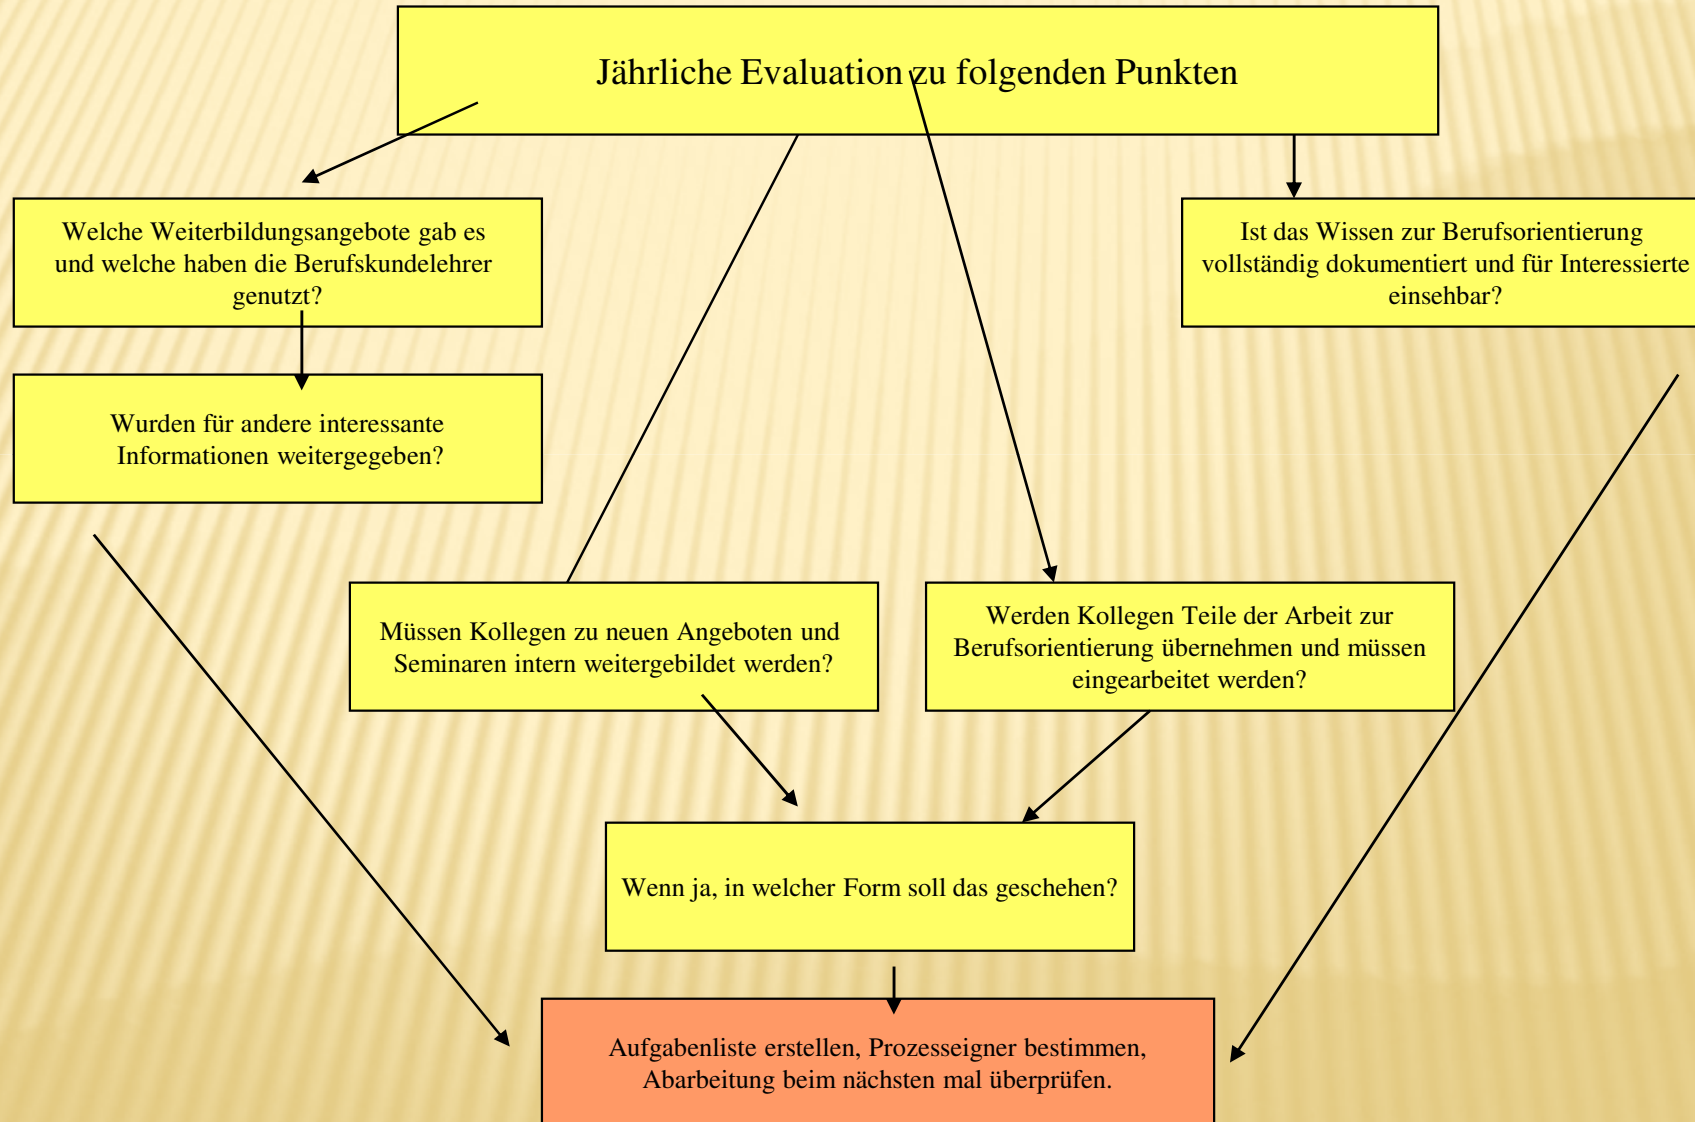 Jährliche Evaluation zu folgenden Punkten
Welche Weiterbildungsangebote gab es
und welche haben die Berufskundelehrer
genutzt?
Ist das Wissen zur Berufsorientierung
vollständig dokumentiert und für Interessierte
einsehbar?
Wurden für andere interessante
Informationen weitergegeben?
Müssen Kollegen zu neuen Angeboten und
Seminaren intern weitergebildet werden?
Werden Kollegen Teile der Arbeit zur
Berufsorientierung übernehmen und müssen
eingearbeitet werden?
Wenn ja, in welcher Form soll das geschehen?
Aufgabenliste erstellen, Prozesseigner bestimmen,
Abarbeitung beim nächsten mal überprüfen.